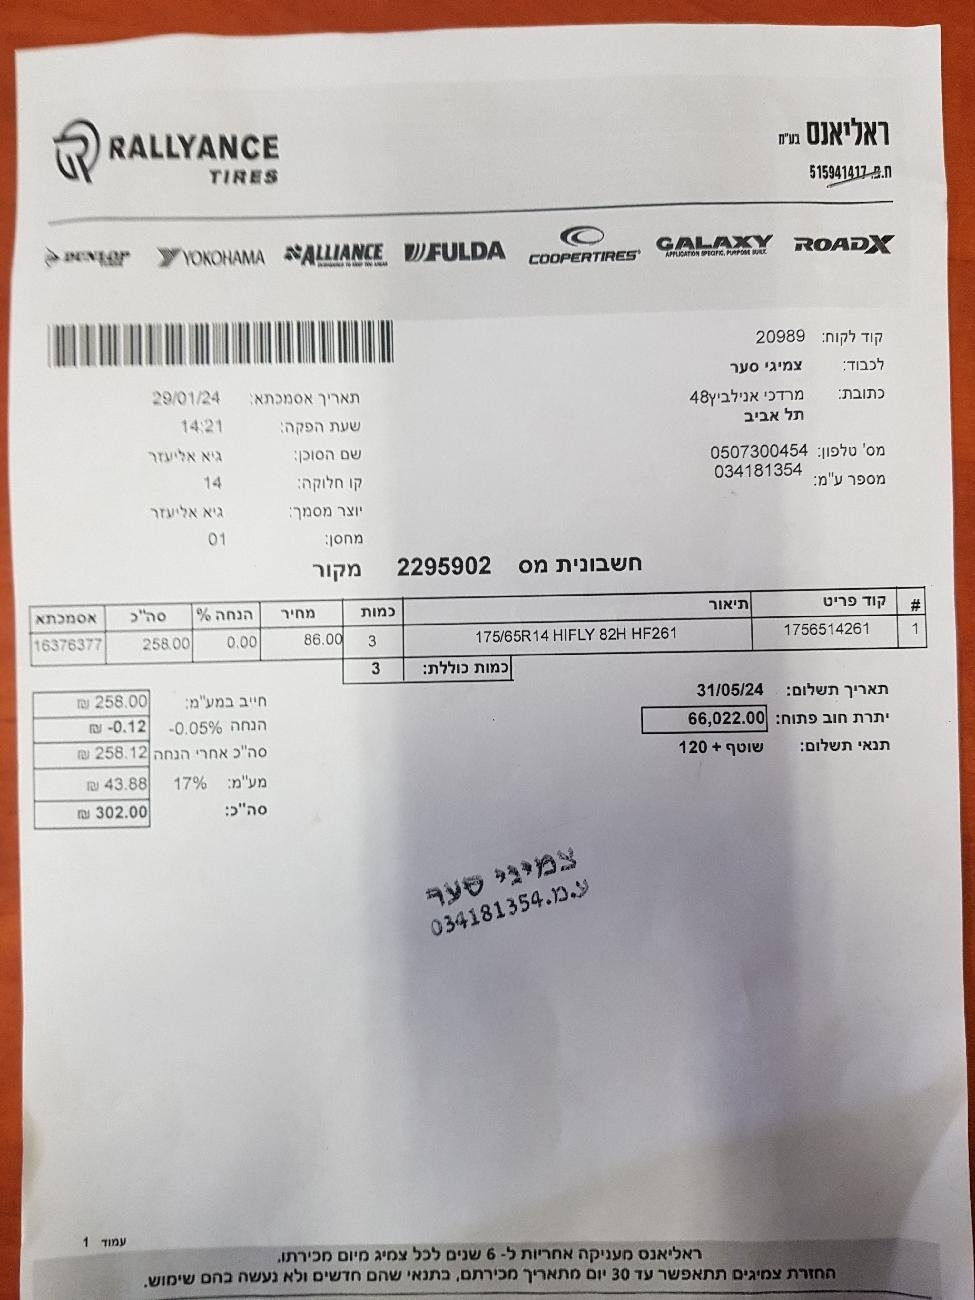 RALLYANCE
TIRES
ראליאנס בע"מ
ח.פ. 515941417
DUNLOP YOKOHAMA ALLIANCE FULDA COOPERTIRES GALAXY ROADX
APPLICATION SPECIFIC, PURPOSE BUILT.
קוד לקוח: 20989
לכבוד: צמיגי סער
כתובת: מרדכי אנילביץ48
תל אביב
מס' טלפון: 0507300454
מספר ע"מ: 034181354
תאריך אסמכתא: 29/01/24
שעת הפקה: 14:21
שם הסוכן: גיא אליעזר
קו חלוקה: 14
יוצר מסמך: גיא אליעזר
מחסן: 01
חשבונית מס 2295902 מקור
# קוד פריט תיאור כמות מחיר הנחה % סה"כ אסמכתא
1 1756514261 175/65R14 HIFLY 82H HF261 3 86.00 0.00 258.00 16376377
כמות כוללת: 3
תאריך תשלום: 31/05/24
יתרת חוב פתוח: 66,022.00
תנאי תשלום: שוטף + 120
חייב במע"מ: 258.00 ₪
הנחה -0.05% -0.12 ₪
סה"כ אחרי הנחה 258.12 ₪
מע"מ: 17% 43.88 ₪
סה"כ: 302.00 ₪
צמיגי סער
ע.מ.034181354
עמוד 1
ראליאנס מעניקה אחריות ל- 6 שנים לכל צמיג מיום מכירתו.
החזרת צמיגים תתאפשר עד 30 יום מתאריך מכירתם, בתנאי שהם חדשים ולא נעשה בהם שימוש.